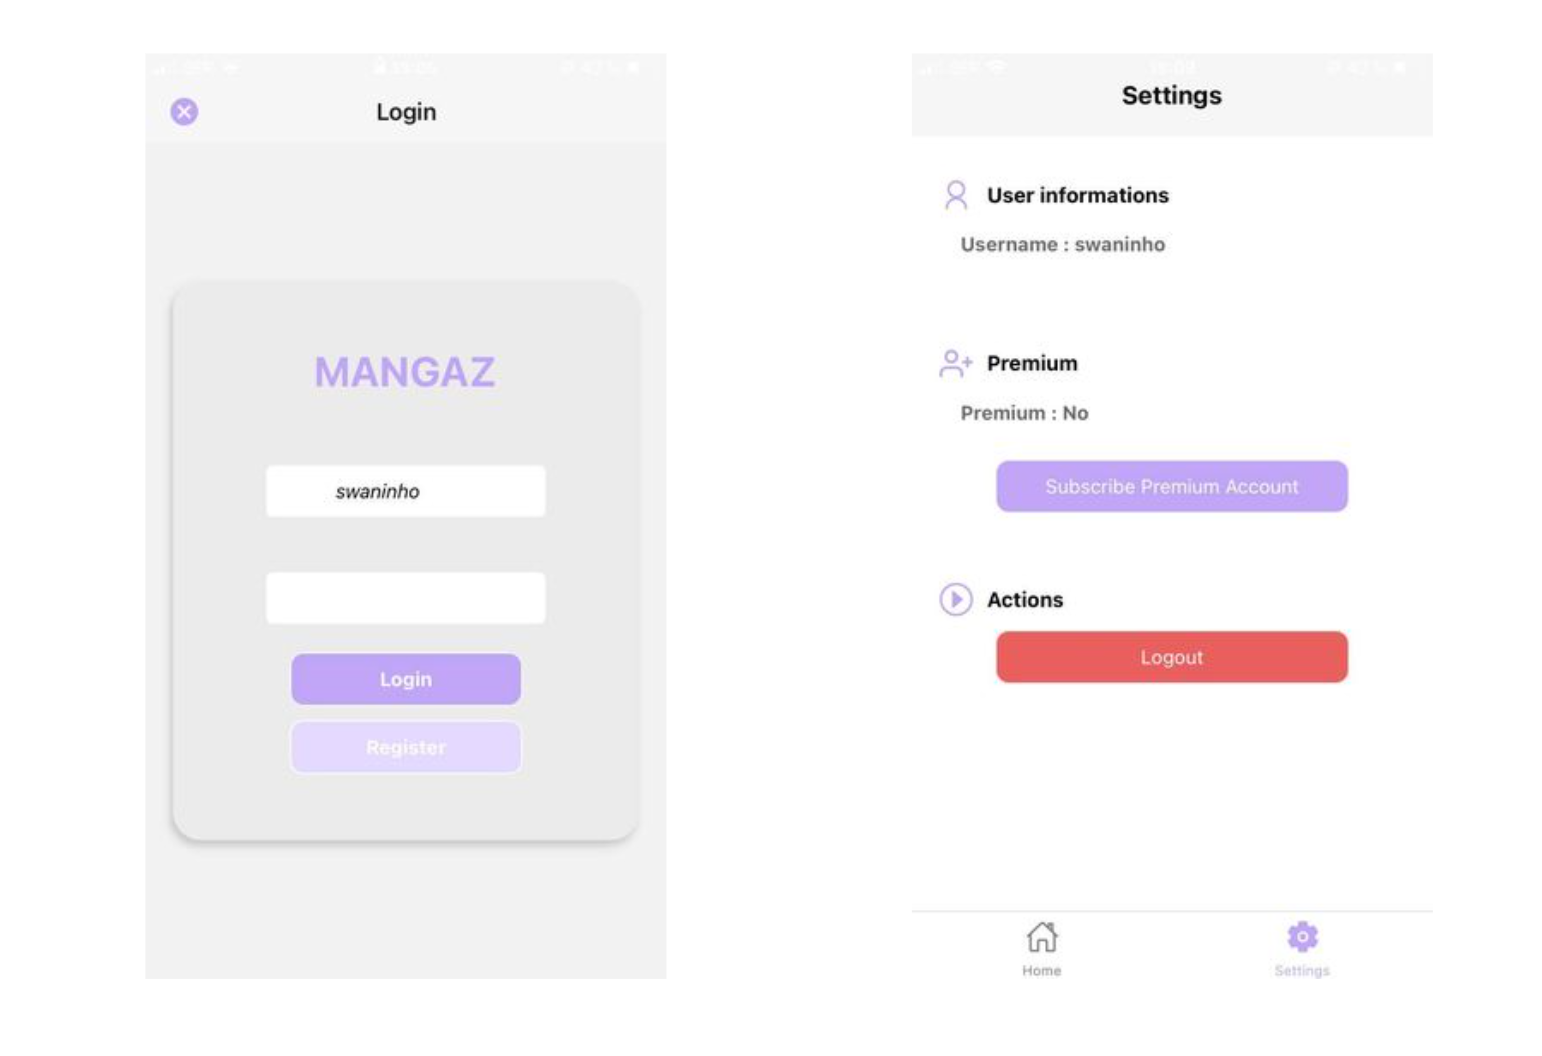 Login
MANGAZ
swaninho
Login
Register
Settings
User informations
Username : swaninho
Premium
Premium : No
Subscribe Premium Account
Actions
Logout
Home
Settings